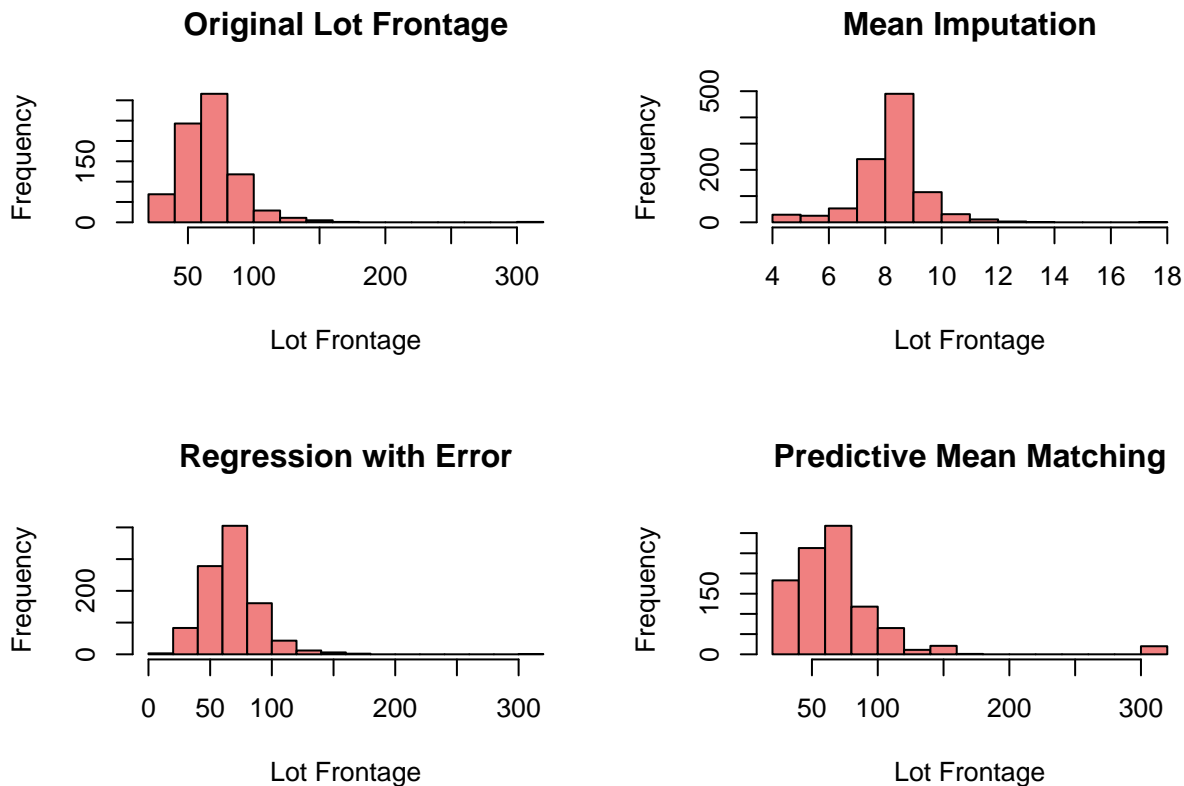 Original Lot Frontage
Frequency
150
0
50 100 200 300
Lot Frontage
Mean Imputation
Frequency
500
200
0
4 6 8 10 12 14 16 18
Lot Frontage
Regression with Error
Frequency
200
0
0 50 100 200 300
Lot Frontage
Predictive Mean Matching
Frequency
150
0
50 100 200 300
Lot Frontage